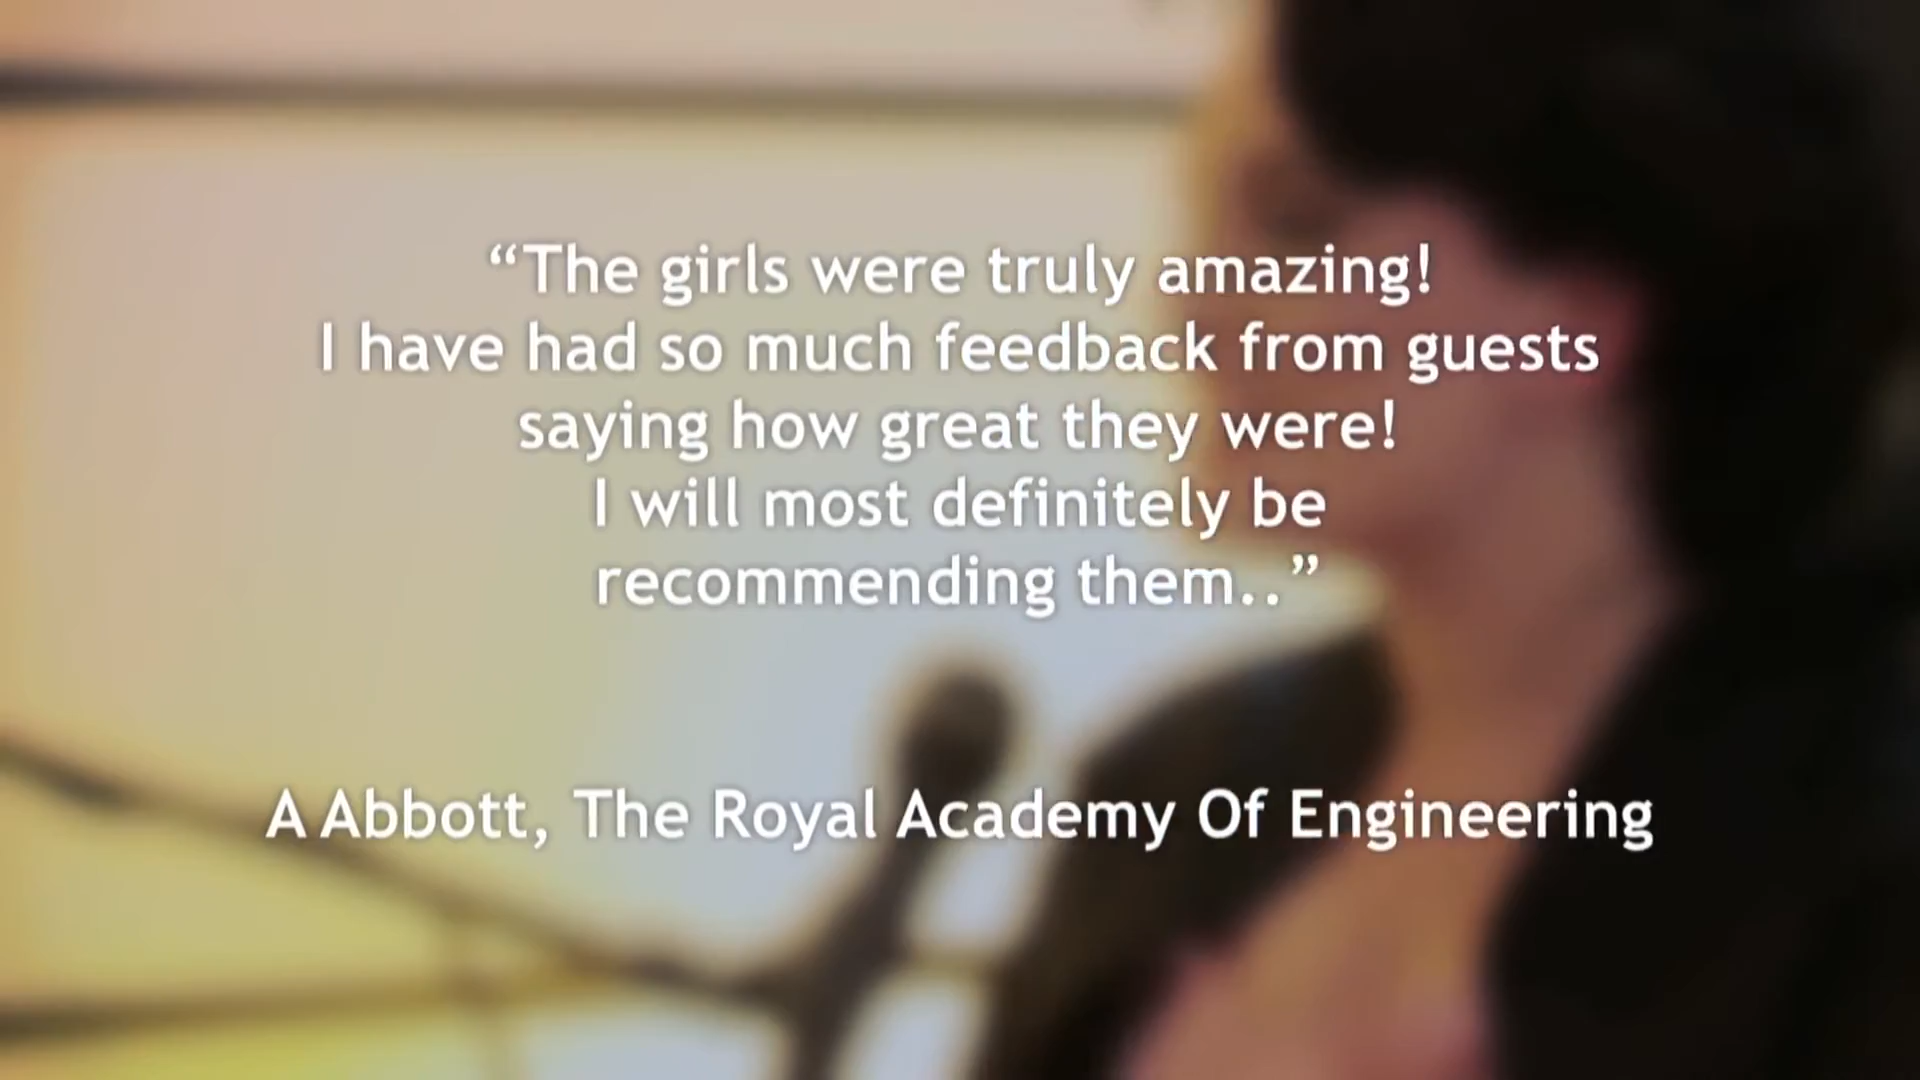 “The girls were truly amazing!
I have had so much feedback from guests
saying how great they were!
I will most definitely be
recommending them..”
A Abbott, The Royal Academy Of Engineering